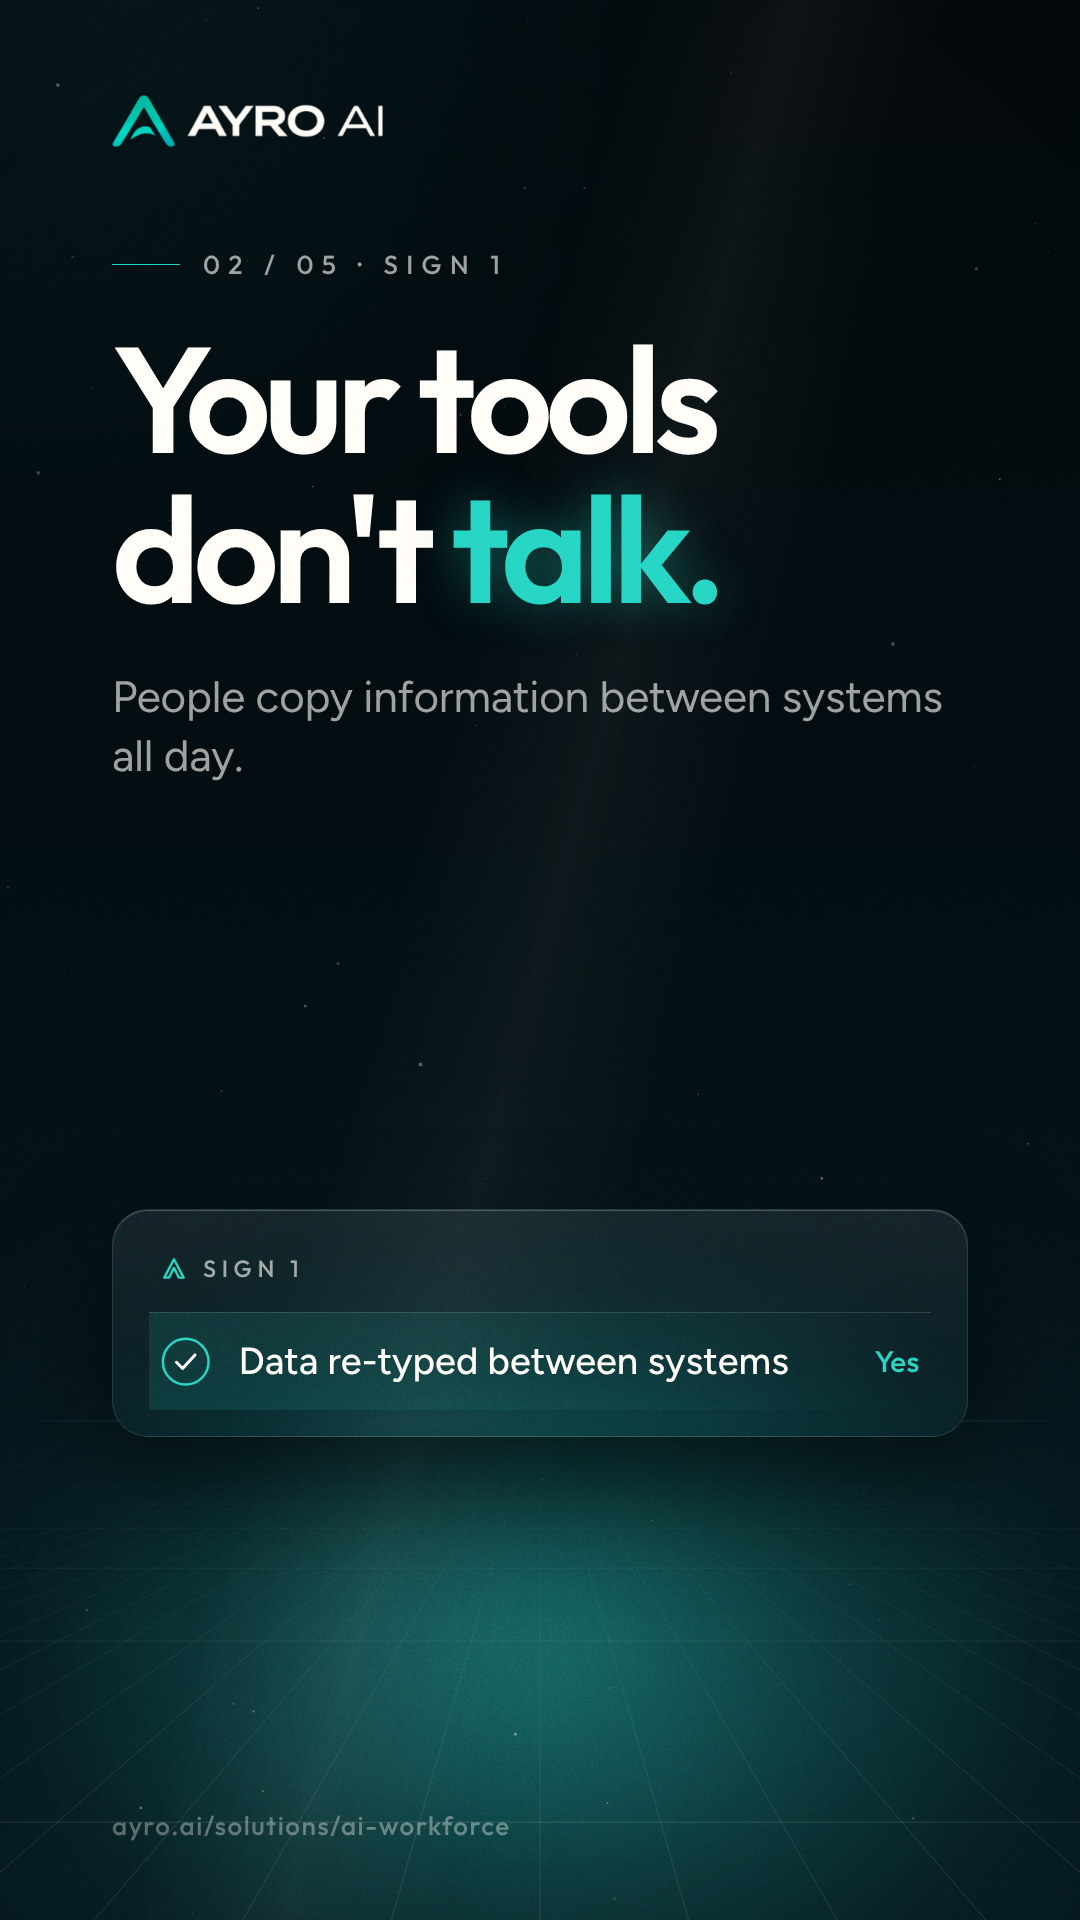 AYRO AI
02 / 05 · SIGN 1
Your tools
don't talk.
People copy information between systems
all day.
SIGN 1
Data re-typed between systems Yes
ayro.ai/solutions/ai-workforce